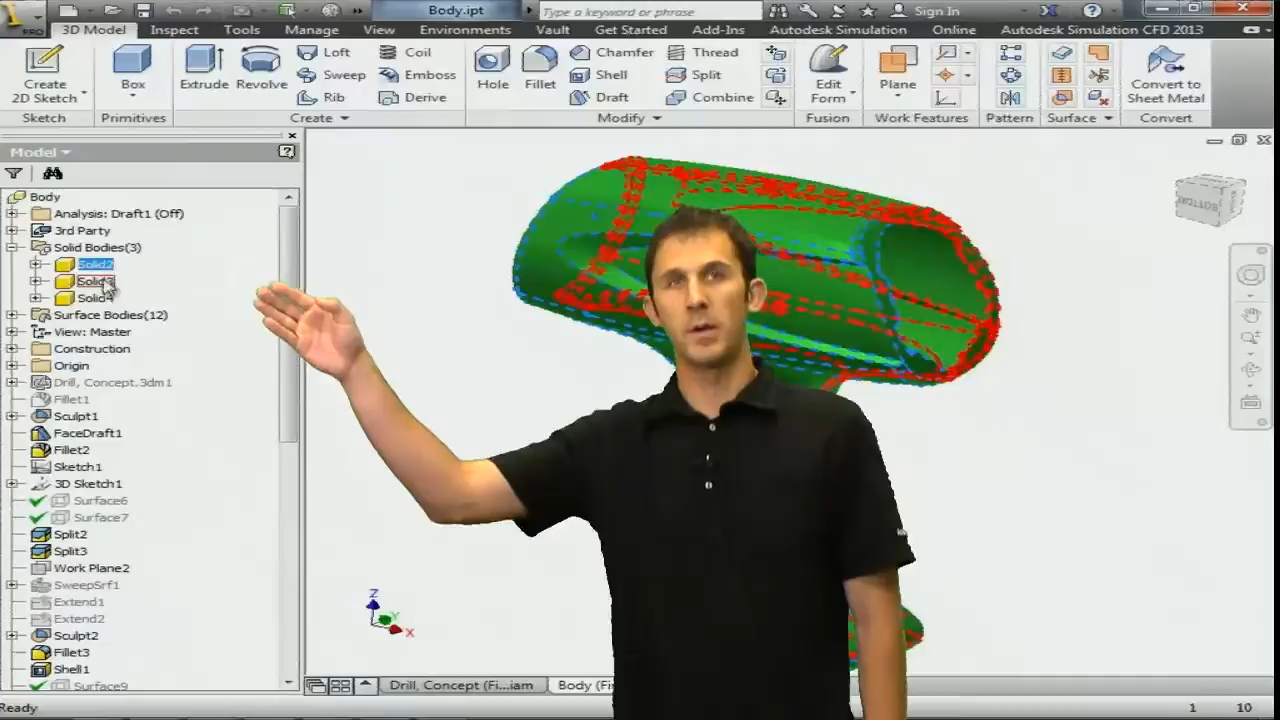 Body.ipt
Type a keyword or phrase
Sign In
PRO
3D Model Inspect Tools Manage View Environments Vault Get Started Add-Ins Autodesk Simulation Online Autodesk Simulation CFD 2013
Create
2D Sketch
Box
Extrude
Revolve
Loft
Sweep
Rib
Coil
Emboss
Derive
Hole
Fillet
Chamfer
Shell
Draft
Thread
Split
Combine
Edit
Form
Plane
Convert to
Sheet Metal
Sketch Primitives Create Modify Fusion Work Features Pattern Surface Convert
Model
Body
Analysis: Draft1 (Off)
3rd Party
Solid Bodies(3)
Solid2
Surface Bodies(12)
View: Master
Construction
Origin
Drill, Concept.3dm1
Fillet1
Sculpt1
FaceDraft1
Fillet2
Sketch1
3D Sketch1
Surface6
Surface7
Split2
Split3
Work Plane2
SweepSrf1
Extend1
Extend2
Sculpt2
Fillet3
Shell1
Surface9
BOTTOM
Z
Y
X
Drill, Concept (Fi...iam Body (Fi
Ready 1 10